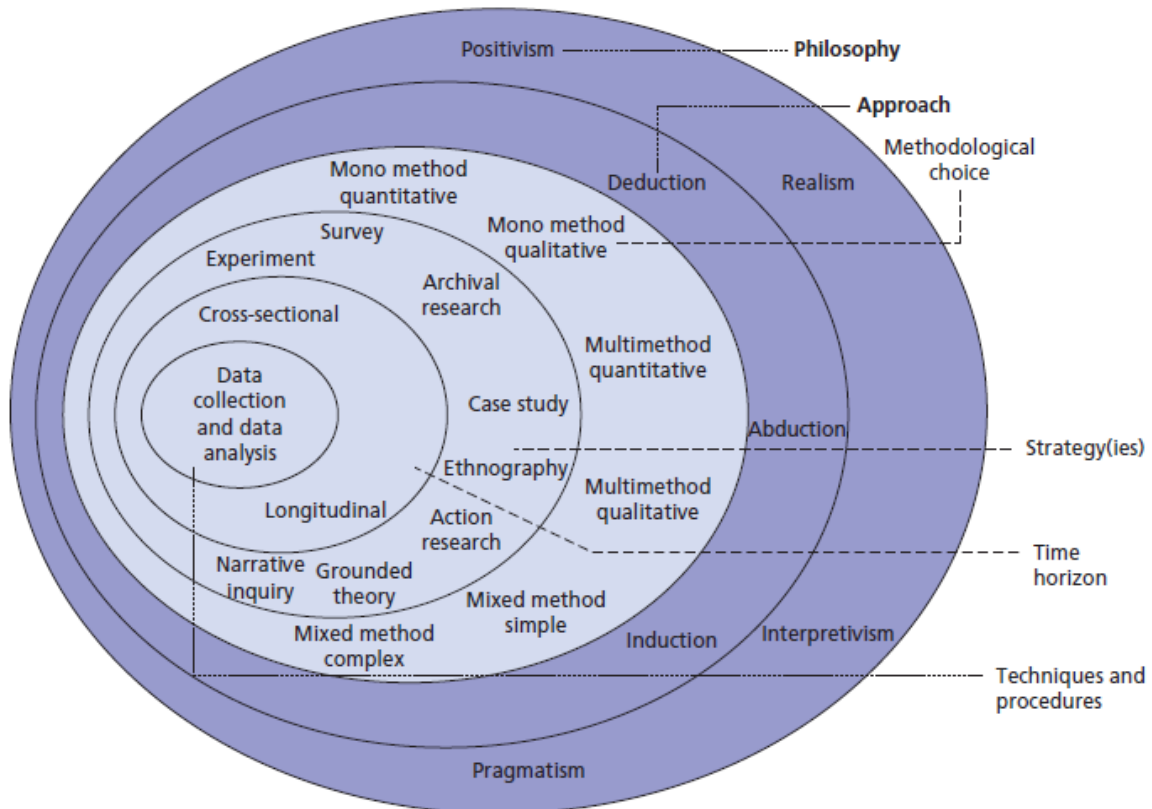 Positivism
Philosophy
Approach
Methodological
choice
Mono method
quantitative
Deduction
Realism
Mono method
qualitative
Survey
Experiment
Archival
research
Cross-sectional
Multimethod
quantitative
Data
collection
and data
analysis
Case study
Abduction
Strategy(ies)
Ethnography
Multimethod
qualitative
Longitudinal
Action
research
Time
horizon
Narrative
inquiry
Grounded
theory
Mixed method
simple
Mixed method
complex
Induction
Interpretivism
Techniques and
procedures
Pragmatism